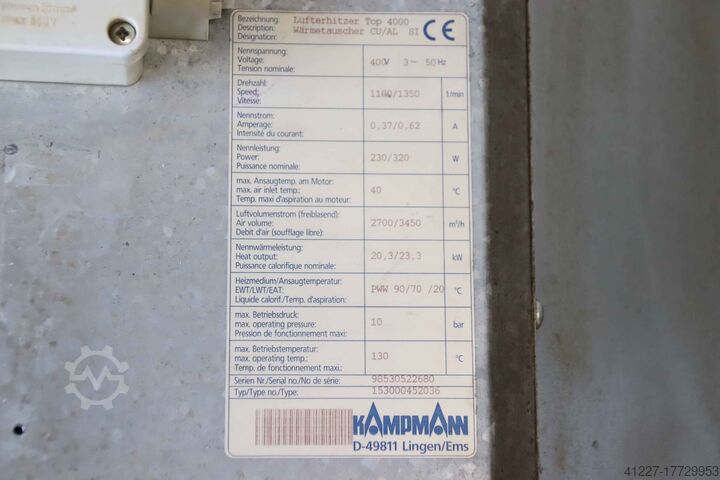 max 500V
Bezeichnung: Lufterhitzer Top 4000
Description: Wärmetauscher CU/AL SI CE
Désignation:
Nennspannung:
Voltage: 400V 3~ 50 Hz
Tension nominale:
Drehzahl:
Speed: 1100/1350 1/min
Vitesse:
Nennstrom:
Amperage: 0,37/0,62 A
Intensité du courant:
Nennleistung:
Power: 230/320 W
Puissance nominale:
max. Ansaugtemp. am Motor:
max. air inlet temp.: 40 °C
Temp. maxi d'aspiration au moteur:
Luftvolumenstrom (freiblasend):
Air volume: 2700/3450 m³/h
Debit d'air (soufflage libre):
Nennwärmeleistung:
Heat output: 20,3/23,3 kW
Puissance calorifique nominale:
Heizmedium/Ansaugtemperatur:
EWT/LWT/EAT: PWW 90/70 /20 °C
Liquide calorif./Temp. d'aspiration:
max. Betriebsdruck:
max. operating pressure: 10 bar
Pression de fonctionnement maxi:
max. Betriebstemperatur:
max. operating temp.: 130 °C
Temp. de fonctionnement maxi:
Serien Nr/Serial no./No de série: 98530522680
Typ/Type no./Type: 153000452036
KAMPMANN
D-49811 Lingen/Ems
41227-17729953